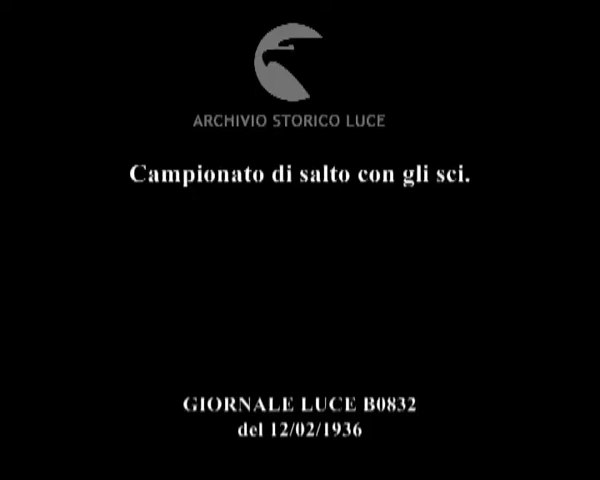 ARCHIVIO STORICO LUCE
Campionato di salto con gli sci.
GIORNALE LUCE B0832
del 12/02/1936